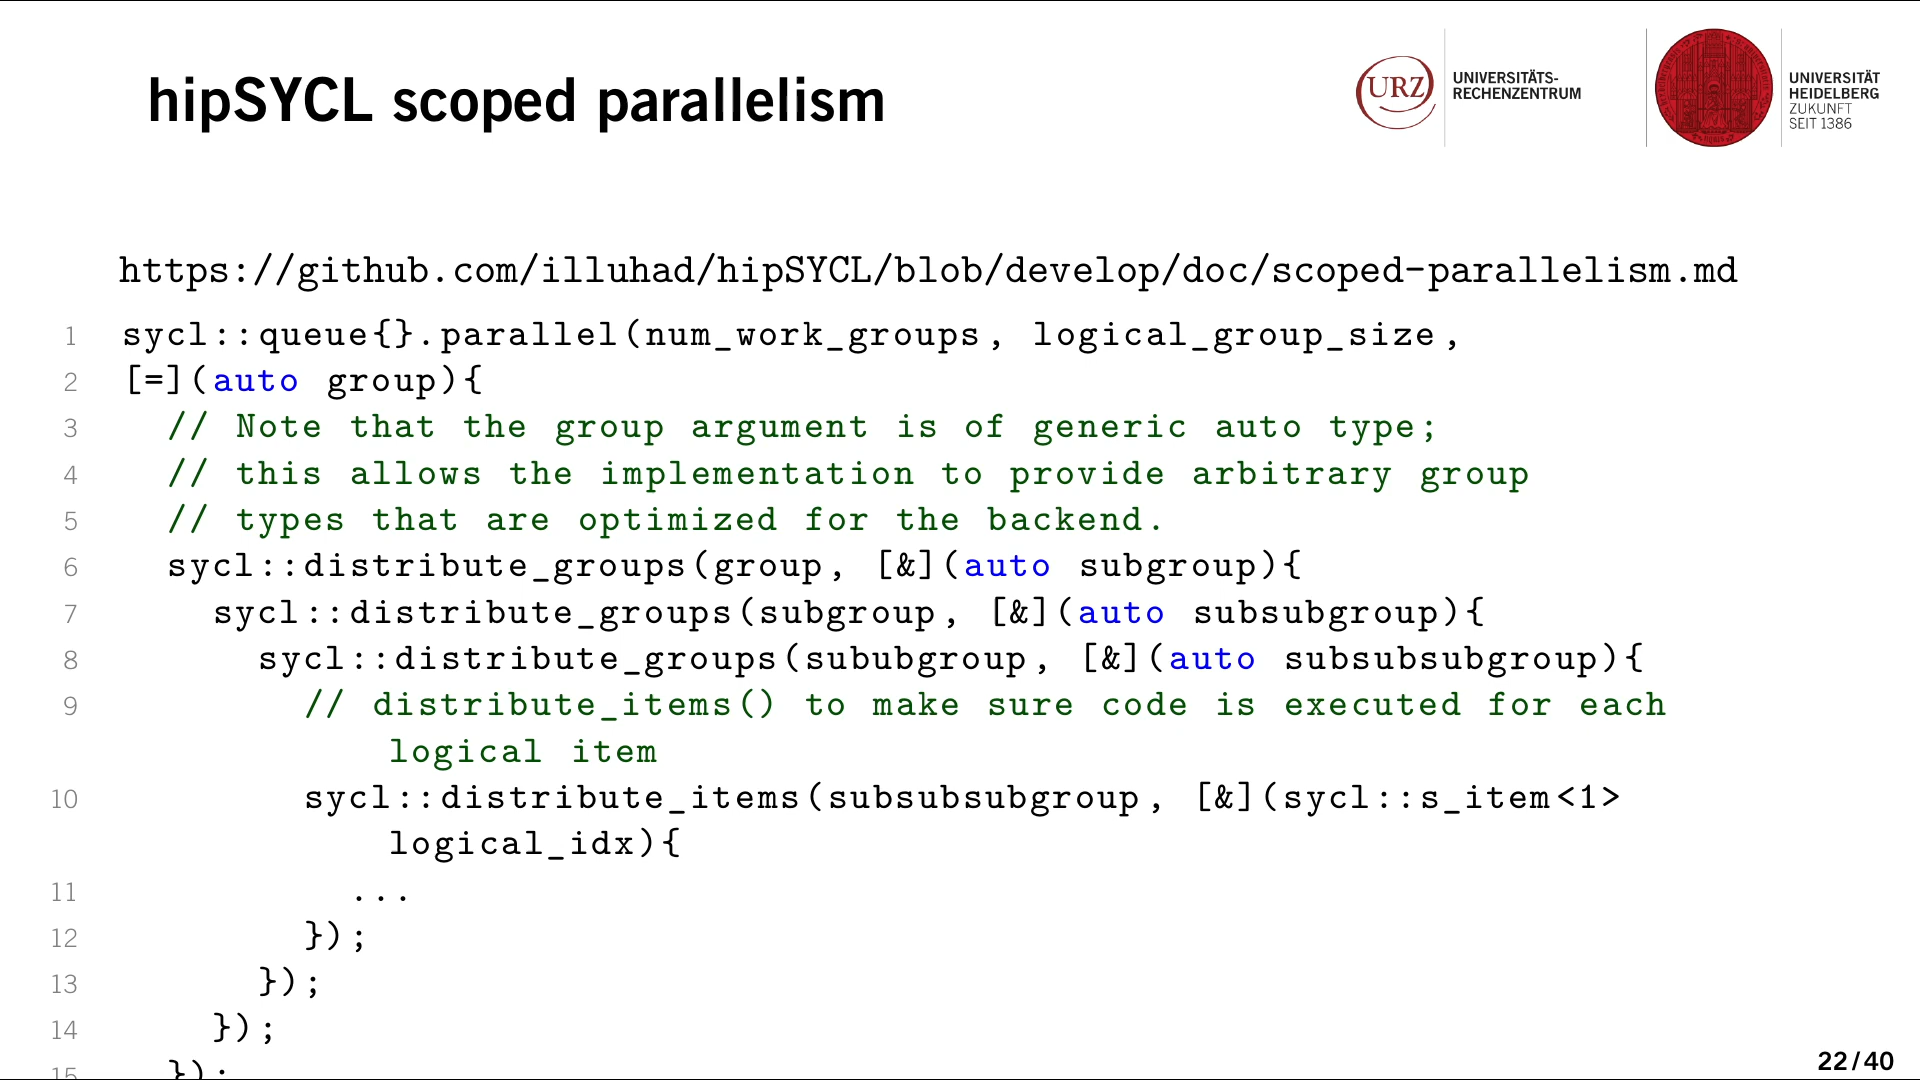 hipSYCL scoped parallelism
URZ
UNIVERSITÄTS-
RECHENZENTRUM
UNIVERSITÄT
HEIDELBERG
ZUKUNFT
SEIT 1386
https://github.com/illuhad/hipSYCL/blob/develop/doc/scoped-parallelism.md
1 sycl::queue{}.parallel(num_work_groups, logical_group_size,
2 [=](auto group){
3 // Note that the group argument is of generic auto type;
4 // this allows the implementation to provide arbitrary group
5 // types that are optimized for the backend.
6 sycl::distribute_groups(group, [&](auto subgroup){
7 sycl::distribute_groups(subgroup, [&](auto subsubgroup){
8 sycl::distribute_groups(sububgroup, [&](auto subsubsubgroup){
9 // distribute_items() to make sure code is executed for each
logical item
10 sycl::distribute_items(subsubsubgroup, [&](sycl::s_item<1>
logical_idx){
11 ...
12 });
13 });
14 });
15 });
22/40